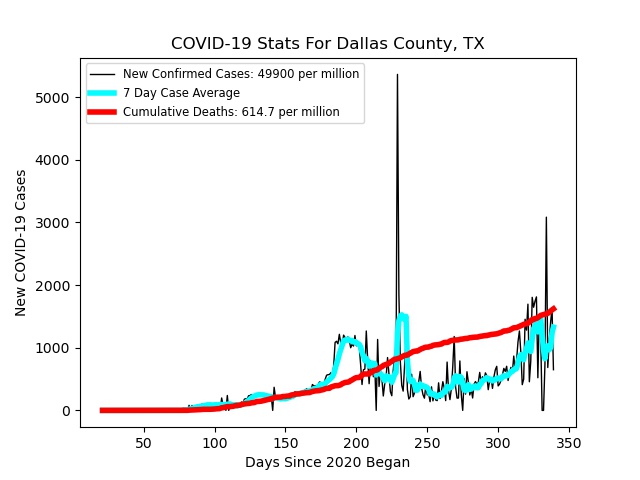 COVID-19 Stats For Dallas County, TX
New Confirmed Cases: 49900 per million
7 Day Case Average
Cumulative Deaths: 614.7 per million
New COVID-19 Cases
5000
4000
3000
2000
1000
0
50 100 150 200 250 300 350
Days Since 2020 Began